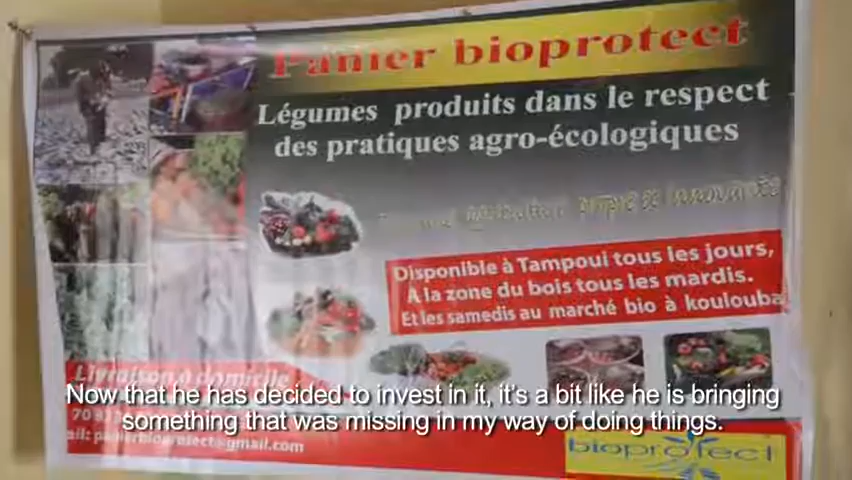 Panier bioprotect
Légumes produits dans le respect
des pratiques agro-écologiques
Disponible à Tampoui tous les jours,
A la zone du bois tous les mardis.
Et les samedis au marché bio à koulouba
Livraison à domicile
Now that he has decided to invest in it, it's a bit like he is bringing
something that was missing in my way of doing things.
bioprotect